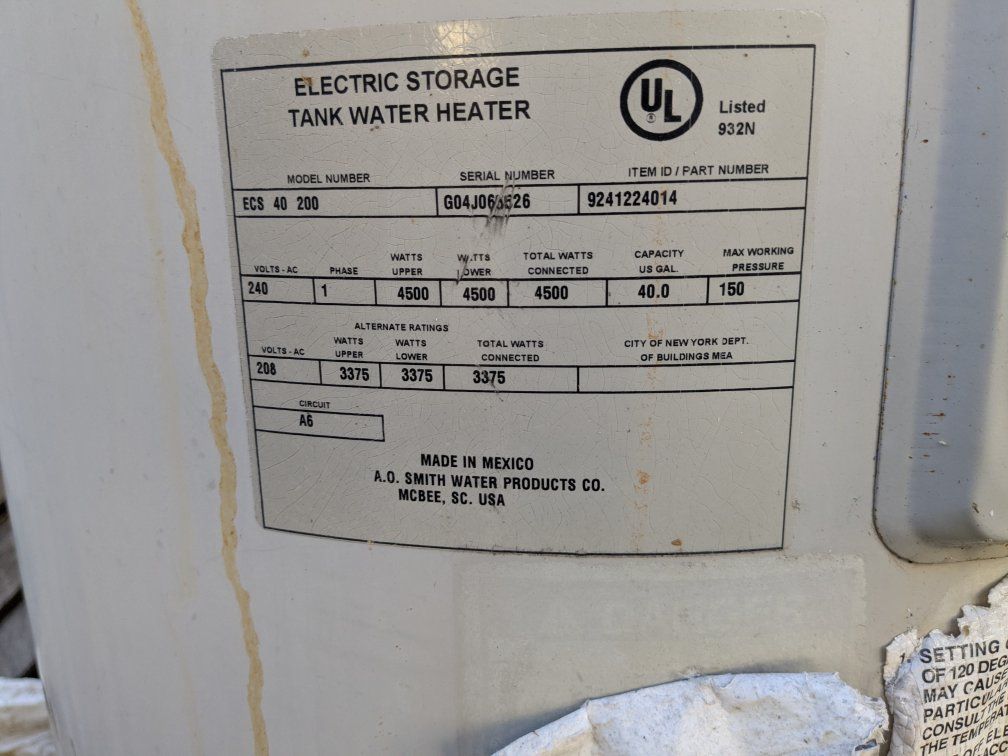 ELECTRIC STORAGE
TANK WATER HEATER
UL
®
Listed
932N
MODEL NUMBER SERIAL NUMBER ITEM ID / PART NUMBER
ECS 40 200 9241224014
VOLTS - AC PHASE WATTS UPPER WATTS LOWER TOTAL WATTS CONNECTED CAPACITY US GAL. MAX WORKING PRESSURE
240 1 4500 4500 4500 40.0 150
ALTERNATE RATINGS
VOLTS - AC WATTS UPPER WATTS LOWER TOTAL WATTS CONNECTED CITY OF NEW YORK DEPT. OF BUILDINGS MEA
208 3375 3375 3375
CIRCUIT
A6
MADE IN MEXICO
A.O. SMITH WATER PRODUCTS CO.
MCBEE, SC. USA
1. SETTING
OF 120 DEG
MAY CAUSE
PARTICUL
CONSULT THE
THE TEMPERAT